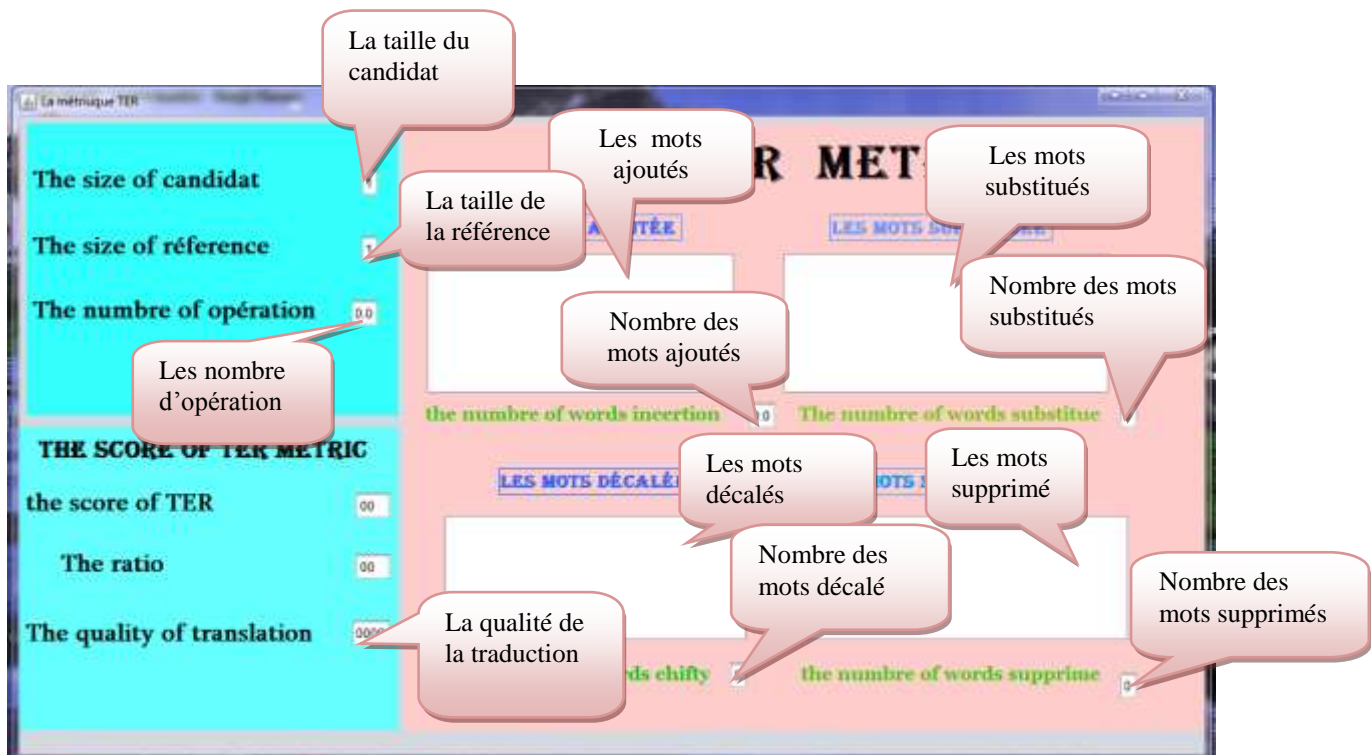 La taille du
candidat
La métriuque TER
Les mots
ajoutés
Les mots
substitués
R MET
The size of candidat
La taille de
la référence
The size of réference
LES MOTS
Nombre des mots
substitués
The numbre of opération
0.0
Nombre des
mots ajoutés
Les nombre
d’opération
the numbre of words incertion
The numbre of words substitue
THE SCORE OF TER METRIC
Les mots
décalés
Les mots
supprimé
LES MOTS DÉCALÉ
the score of TER
00
The ratio
00
Nombre des
mots décalé
Nombre des
mots supprimés
The quality of translation
La qualité de
la traduction
chifty
the numbre of words supprime
0